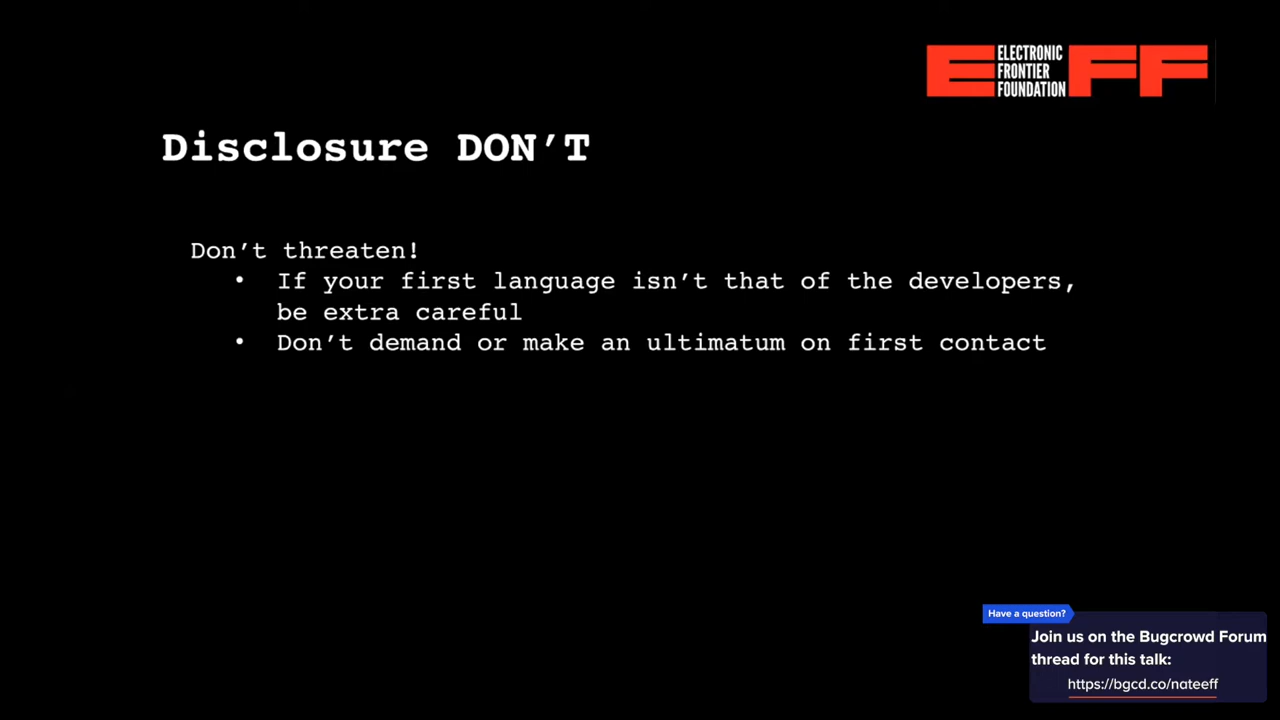 EFF
ELECTRONIC
FRONTIER
FOUNDATION
Disclosure DON’T
Don’t threaten!
• If your first language isn’t that of the developers,
be extra careful
• Don’t demand or make an ultimatum on first contact
Have a question?
Join us on the Bugcrowd Forum
thread for this talk:
https://bgcd.co/nateeff